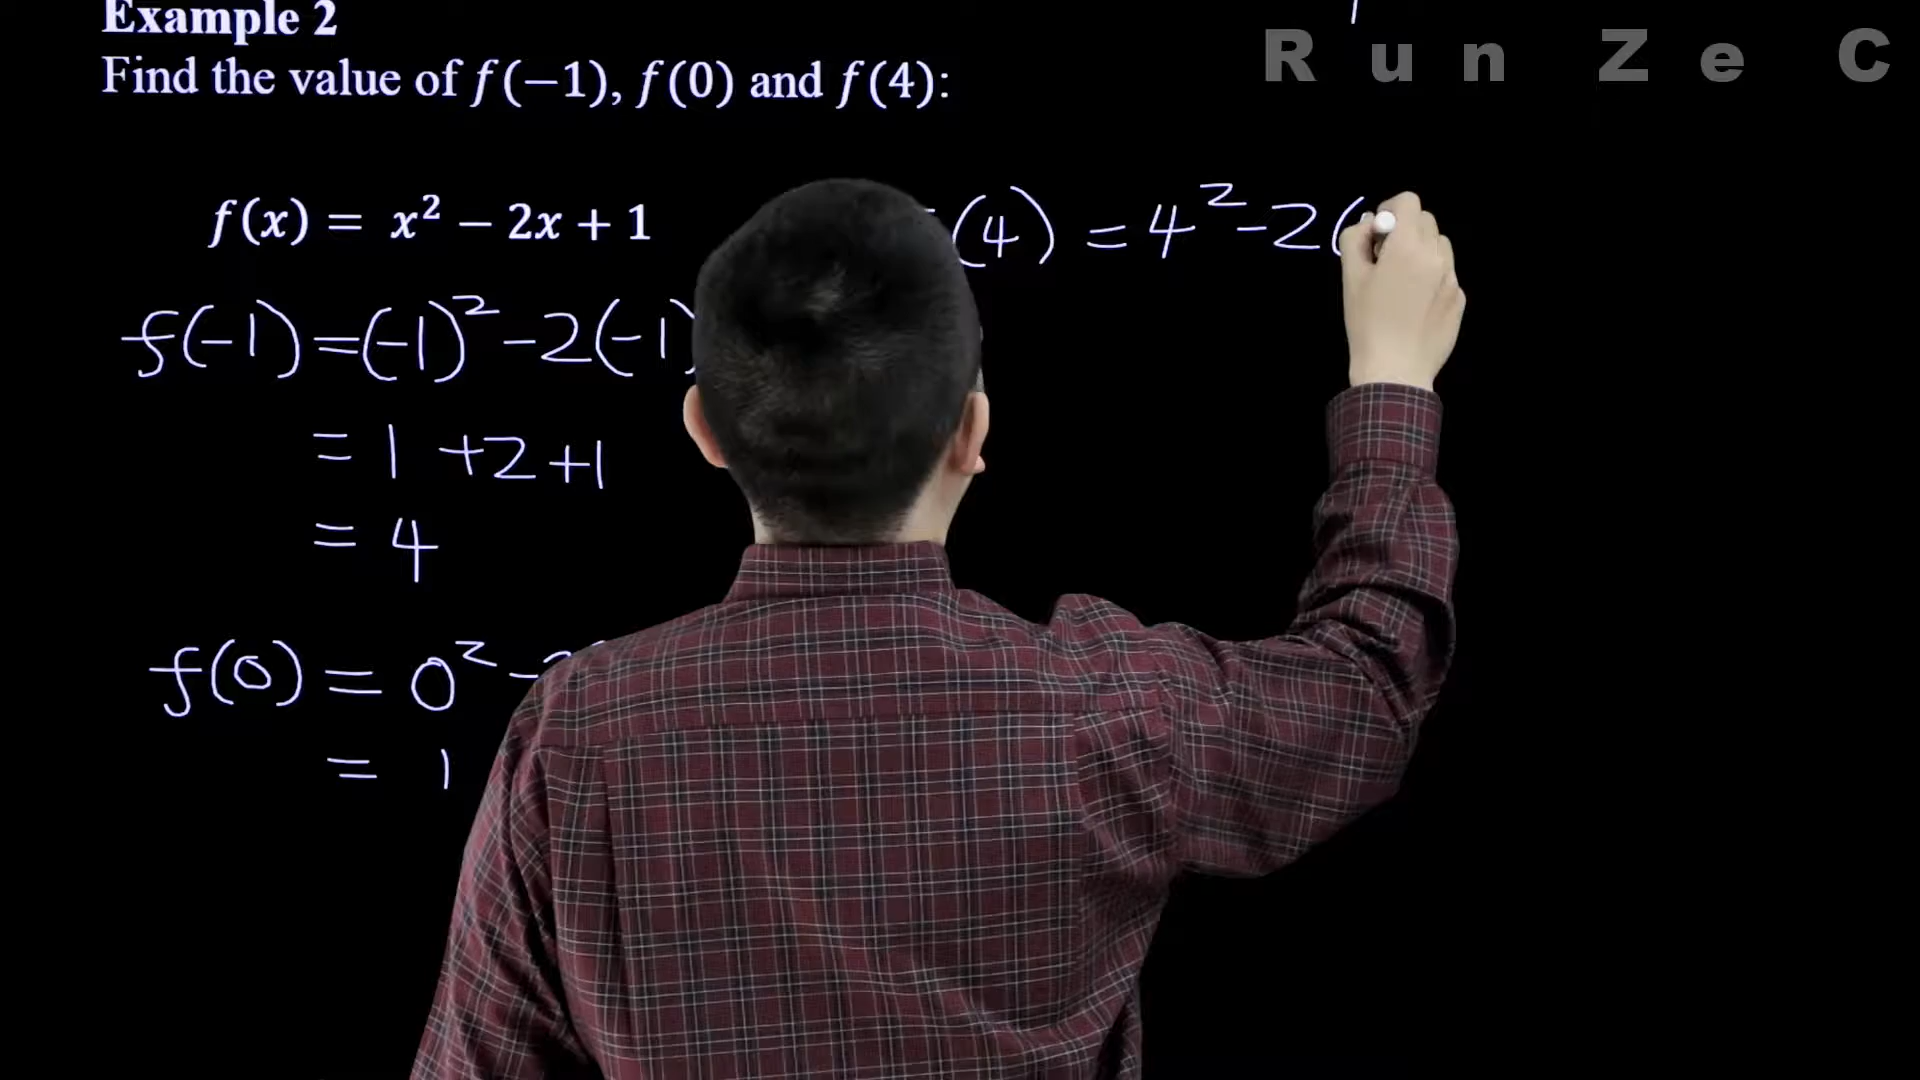 Example 2
Find the value of f(−1), f(0) and f(4):
R u n Z e C
f(x) = x² − 2x + 1
f(-1) = (-1)² - 2(-1)
= 1 + 2 + 1
= 4
f(0) = 0² -
= 1
(4) = 4² - 2(